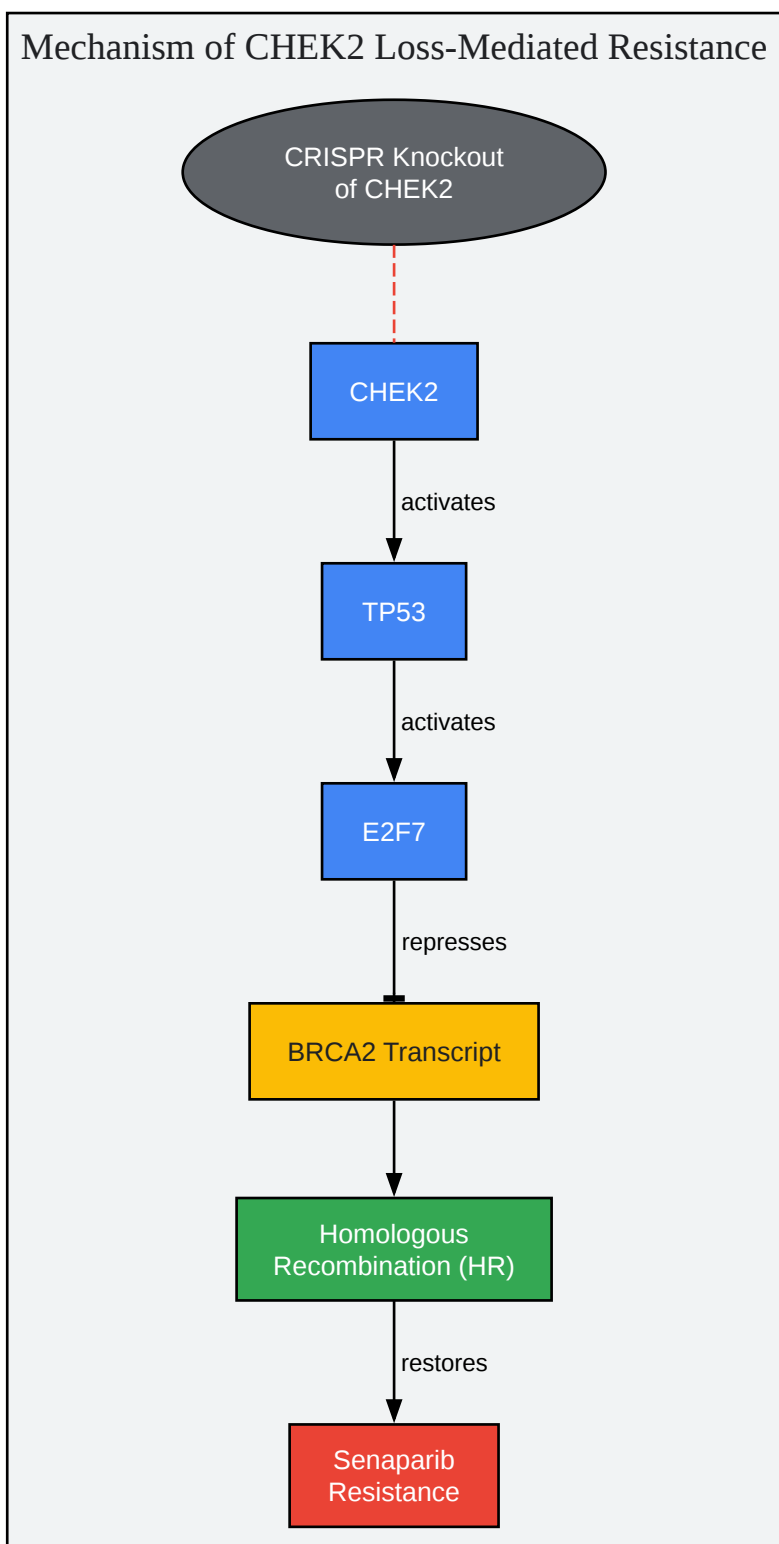 Mechanism of CHEK2 Loss-Mediated Resistance
CRISPR Knockout
of CHEK2
CHEK2
activates
TP53
activates
E2F7
represses
BRCA2 Transcript
Homologous
Recombination (HR)
restores
Senaparib
Resistance